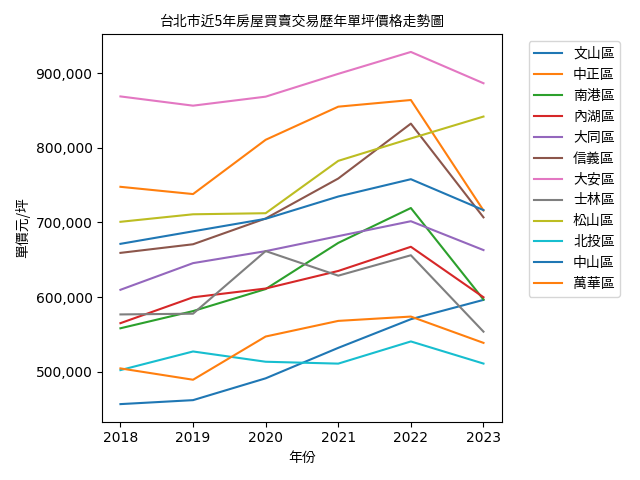 台北市近5年房屋買賣交易歷年單坪價格走勢圖
單價元/坪
900,000
800,000
700,000
600,000
500,000
2018 2019 2020 2021 2022 2023
年份
文山區
中正區
南港區
內湖區
大同區
信義區
大安區
士林區
松山區
北投區
中山區
萬華區